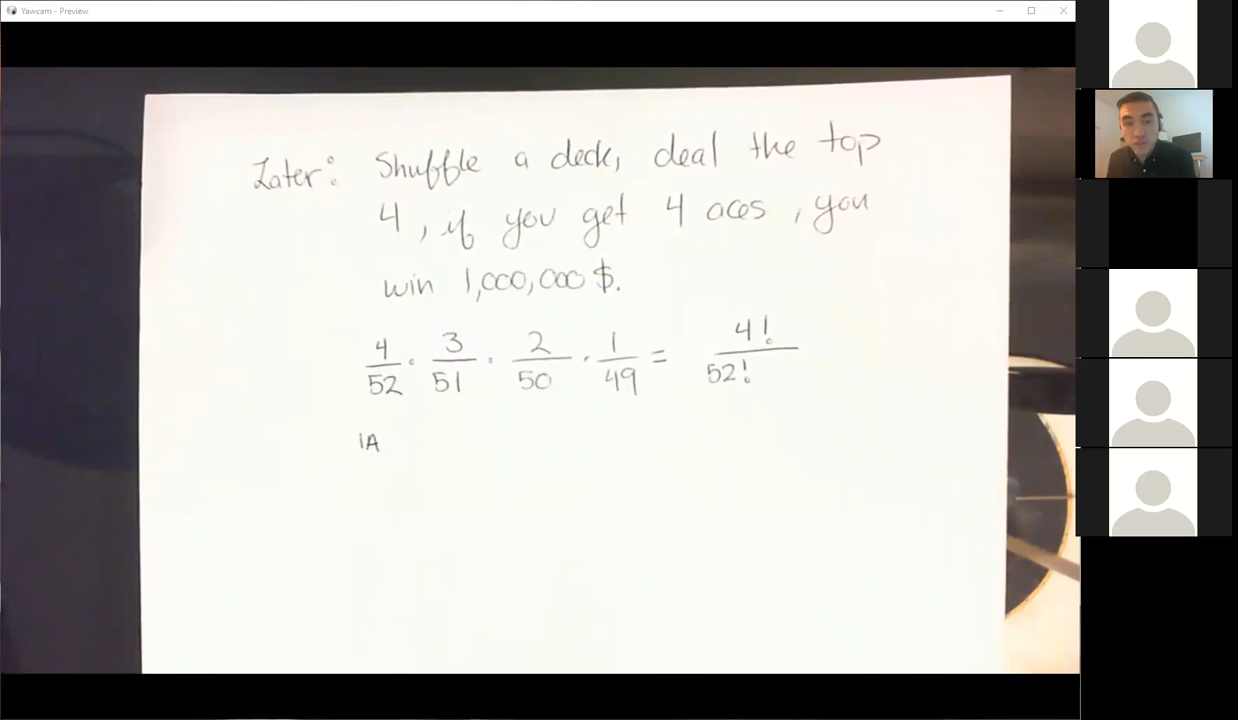 Yawcam - Preview
Later: Shuffle a deck, deal the top
4, if you get 4 aces, you
win 1,000,000$.
4/52 · 3/51 · 2/50 · 1/49 = 4!/52!
1A